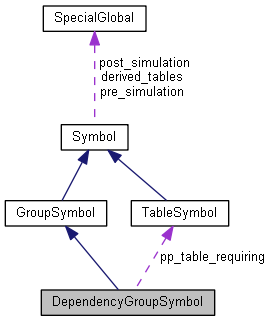 SpecialGlobal
post_simulation
derived_tables
pre_simulation
Symbol
GroupSymbol
TableSymbol
pp_table_requiring
DependencyGroupSymbol